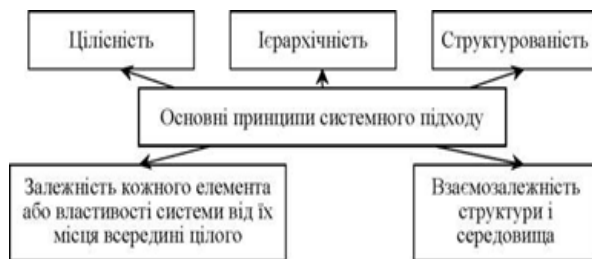 Цілісність
Ієрархічність
Структурованість
Основні принципи системного підходу
Залежність кожного елемента
або властивості системи від їх
місця всередині цілого
Взаємозалежність
структури і
середовища